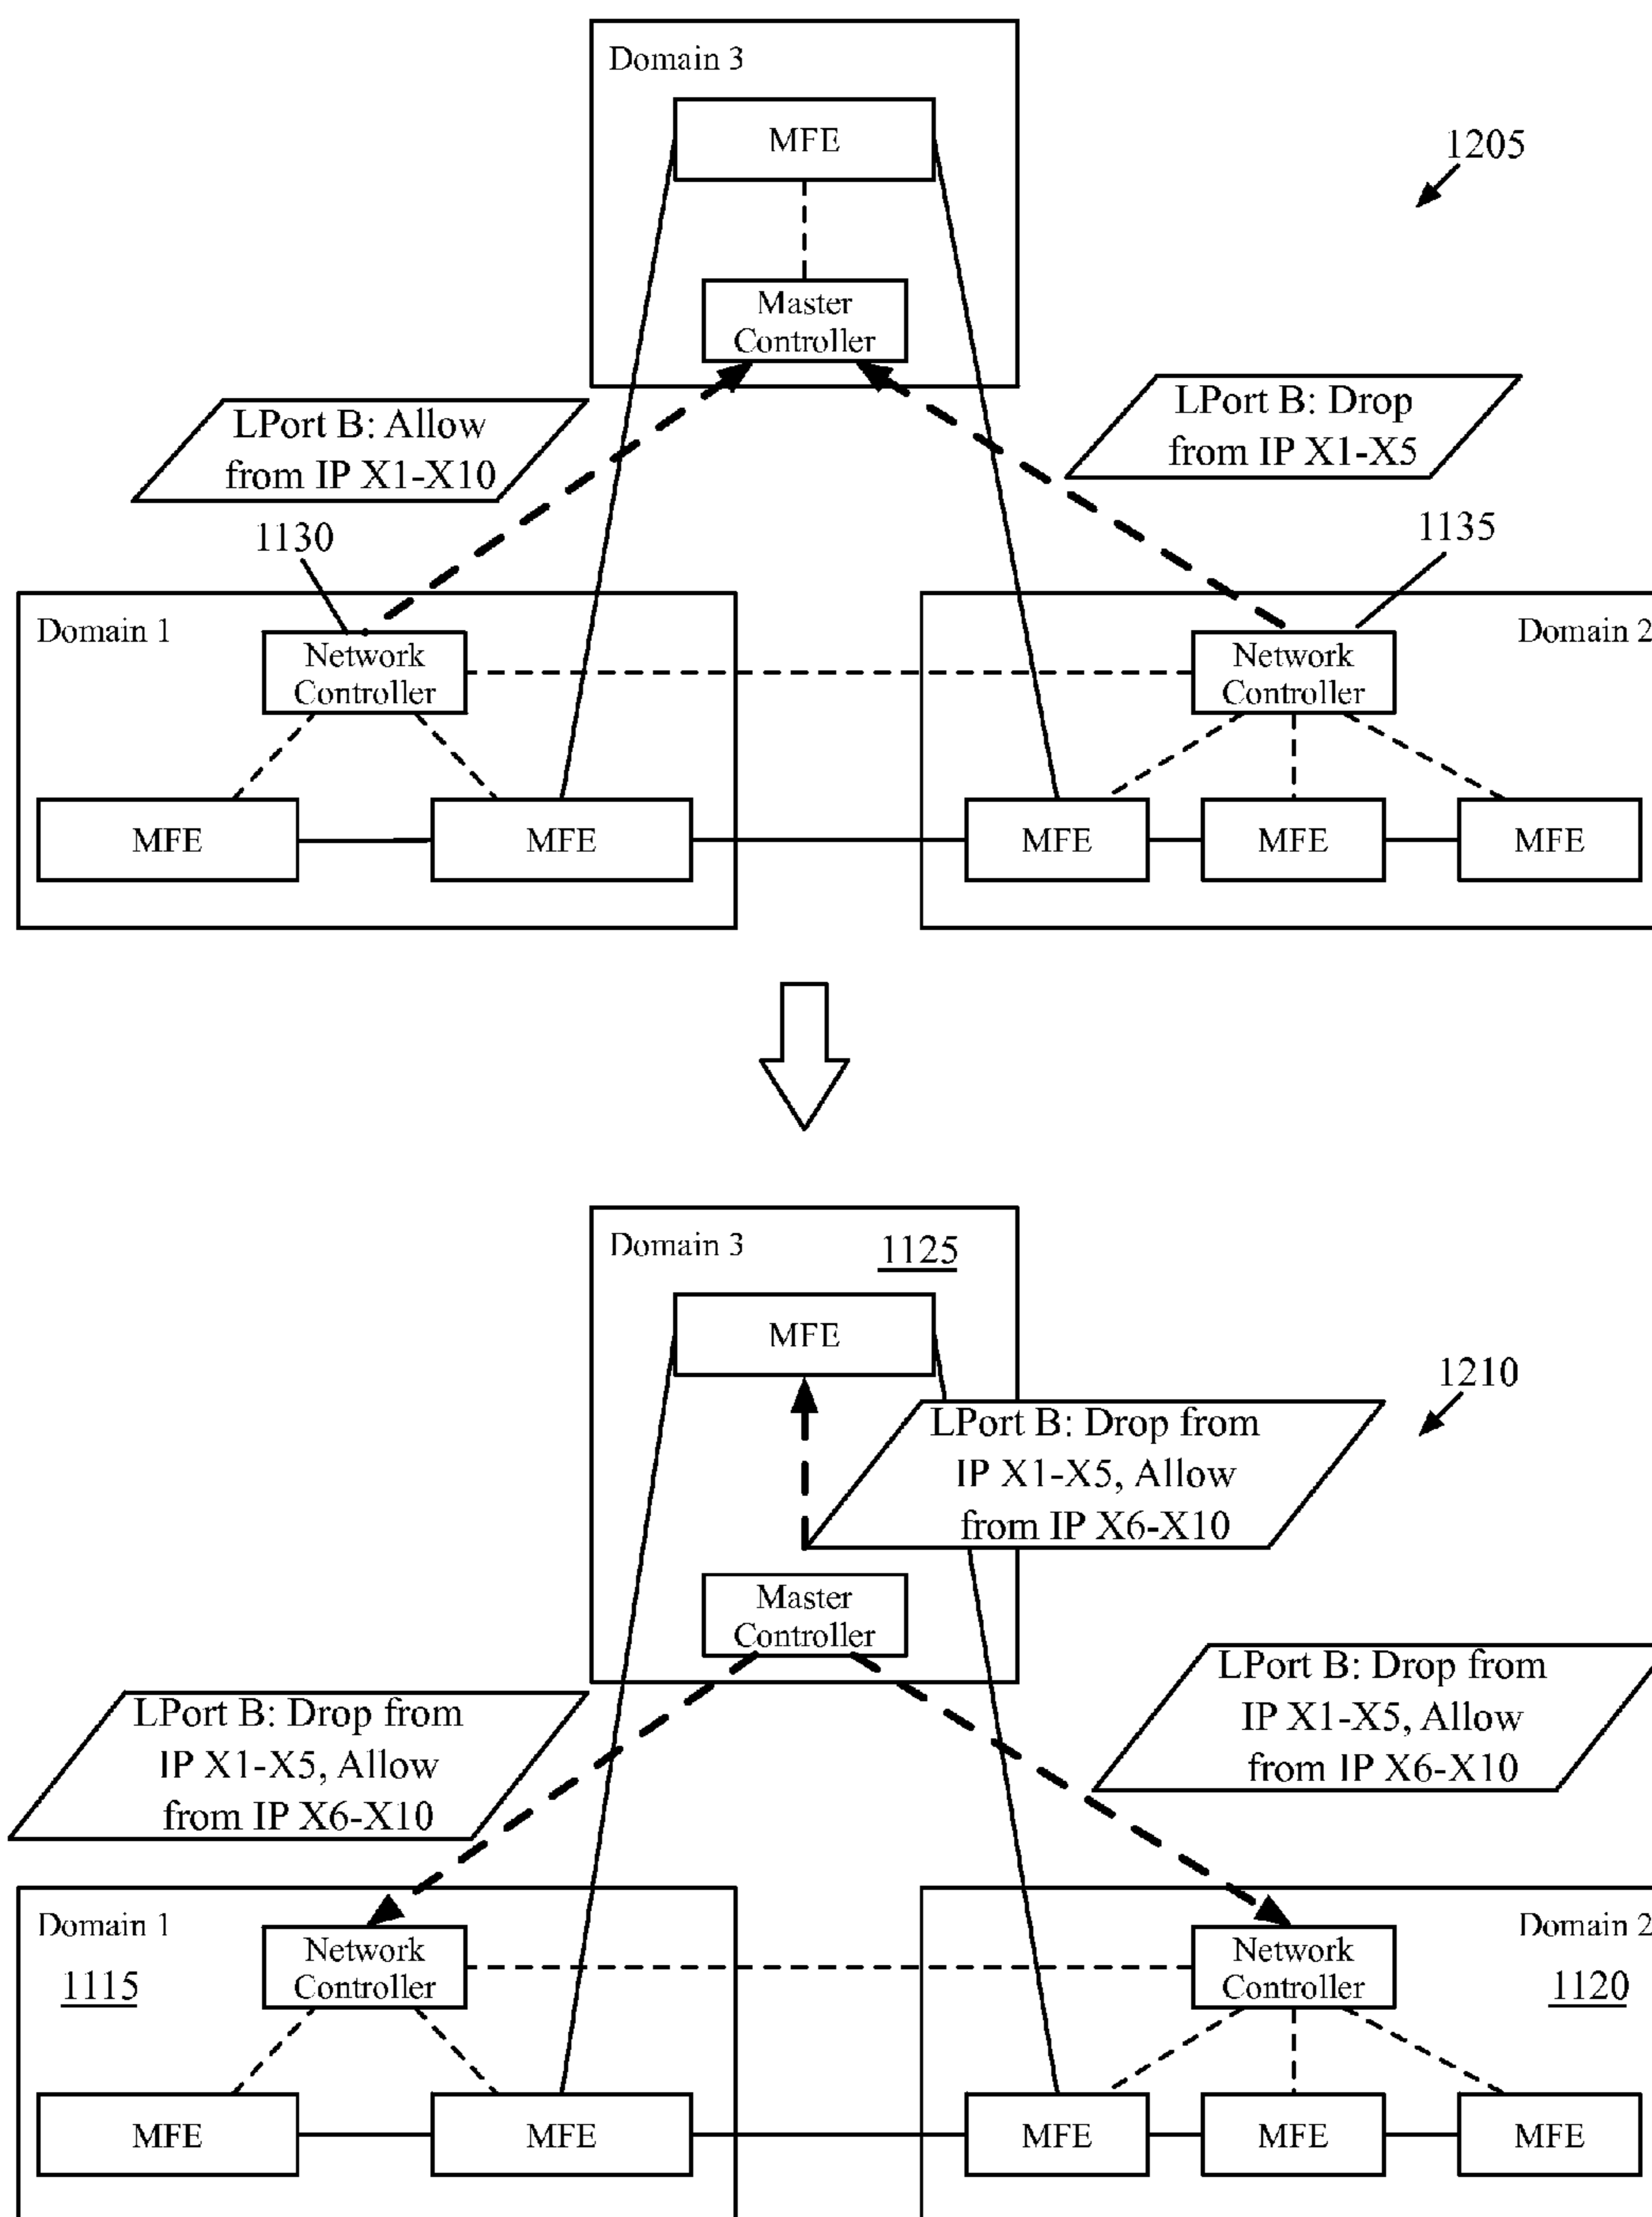 Domain 3
MFE
1205
Master
Controller
LPort B: Allow
from IP X1-X10
LPort B: Drop
from IP X1-X5
1130
1135
Domain 1
Network
Controller
Domain 2
Network
Controller
MFE
MFE
MFE
MFE
MFE
Domain 3
1125
MFE
1210
LPort B: Drop from
IP X1-X5, Allow
from IP X6-X10
Master
Controller
LPort B: Drop from
IP X1-X5, Allow
from IP X6-X10
LPort B: Drop from
IP X1-X5, Allow
from IP X6-X10
Domain 1
1115
Network
Controller
Network
Controller
Domain 2
1120
MFE
MFE
MFE
MFE
MFE